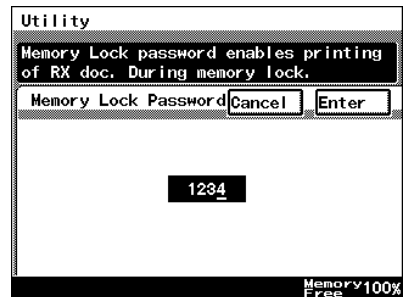 Utility
Memory Lock password enables printing
of RX doc. During memory lock.
Memory Lock Password Cancel Enter
1234
Memory Free 100%